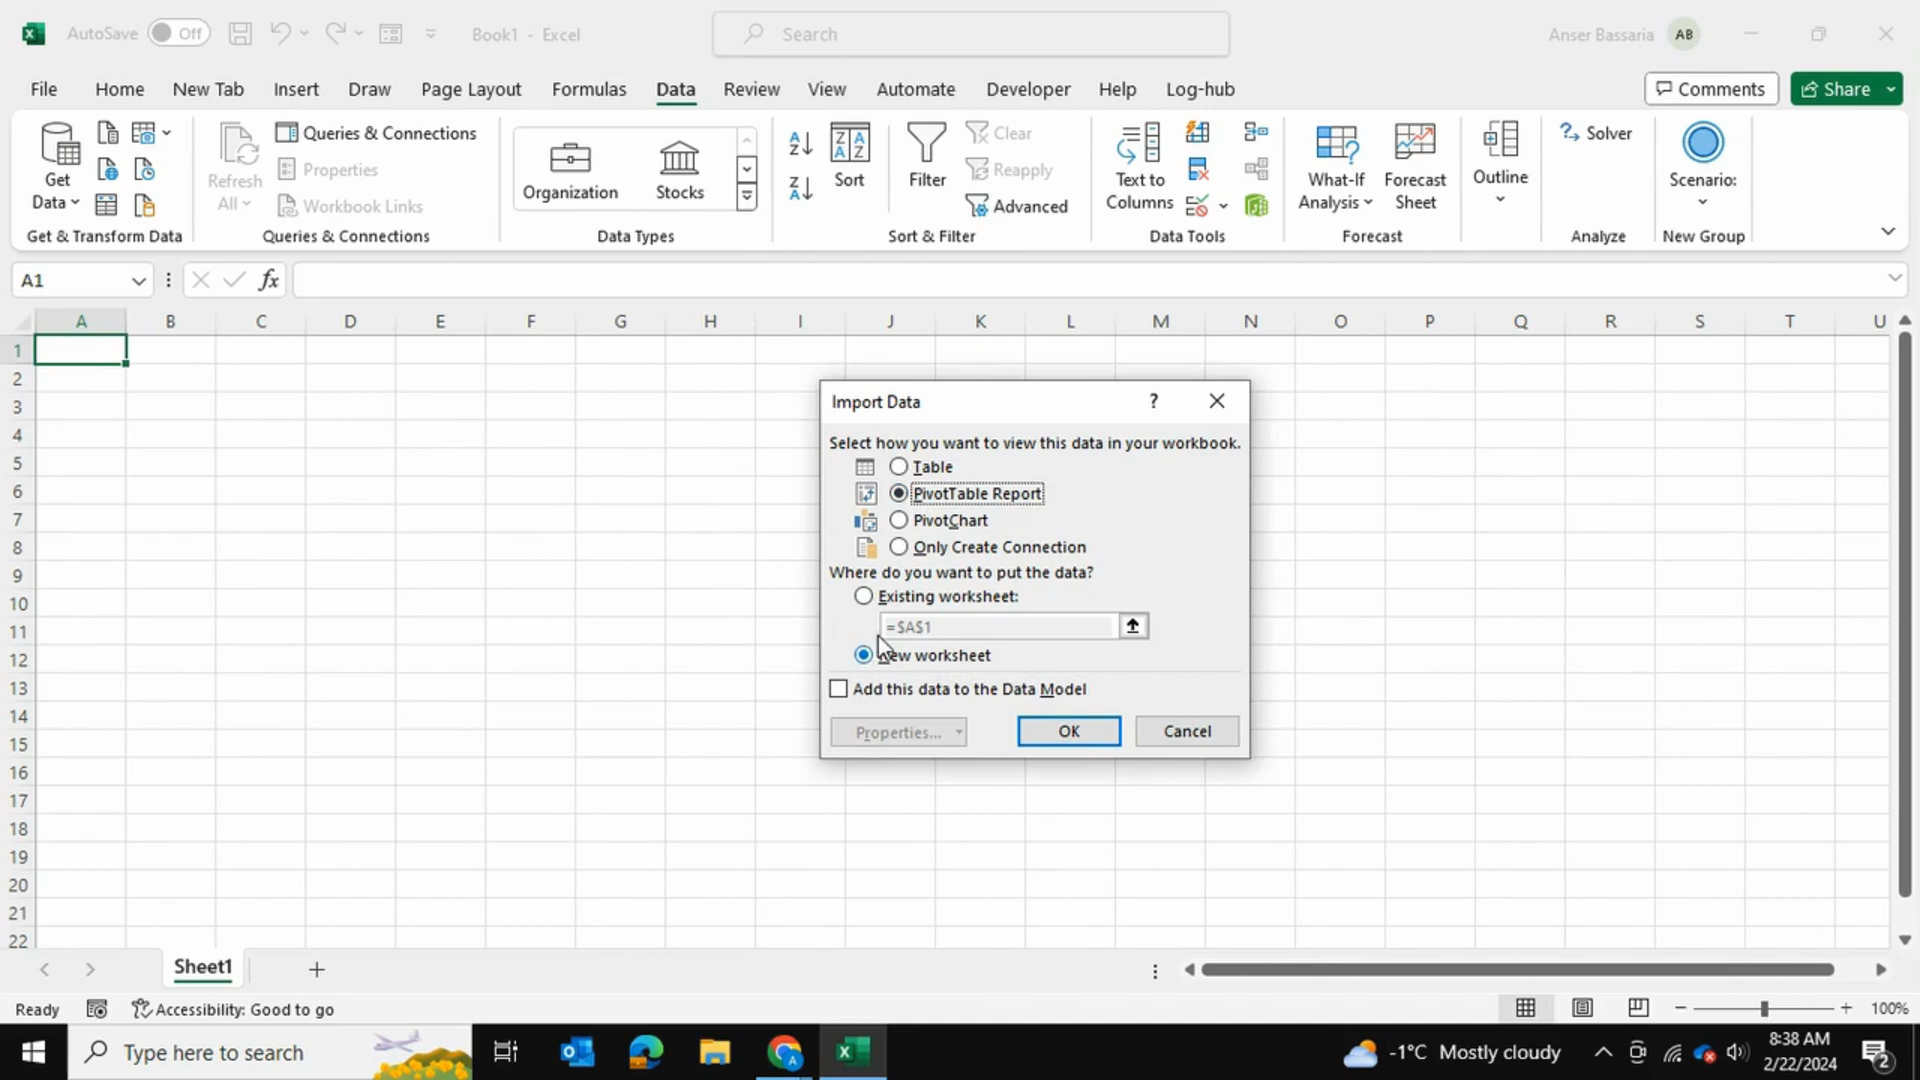 AutoSave Off Book1 - Excel Search Anser Bassaria AB
File Home New Tab Insert Draw Page Layout Formulas Data Review View Automate Developer Help Log-hub Comments Share
Get Data
Refresh All
Queries & Connections
Properties
Workbook Links
Organization
Stocks
Sort
Filter
Clear
Reapply
Advanced
Text to Columns
What-If Analysis
Forecast Sheet
Outline
Solver
Scenario:
Get & Transform Data Queries & Connections Data Types Sort & Filter Data Tools Forecast Analyze New Group
A1 fx
A B C D E F G H I J K L M N O P Q R S T U
1
2
3
4
5
6
7
8
9
10
11
12
13
14
15
16
17
18
19
20
21
22
Import Data ?
Select how you want to view this data in your workbook.
Table
PivotTable Report
PivotChart
Only Create Connection
Where do you want to put the data?
Existing worksheet:
=$A$1
New worksheet
Add this data to the Data Model
Properties... OK Cancel
Sheet1
Ready Accessibility: Good to go 100%
Type here to search -1°C Mostly cloudy 8:38 AM
2/22/2024 2